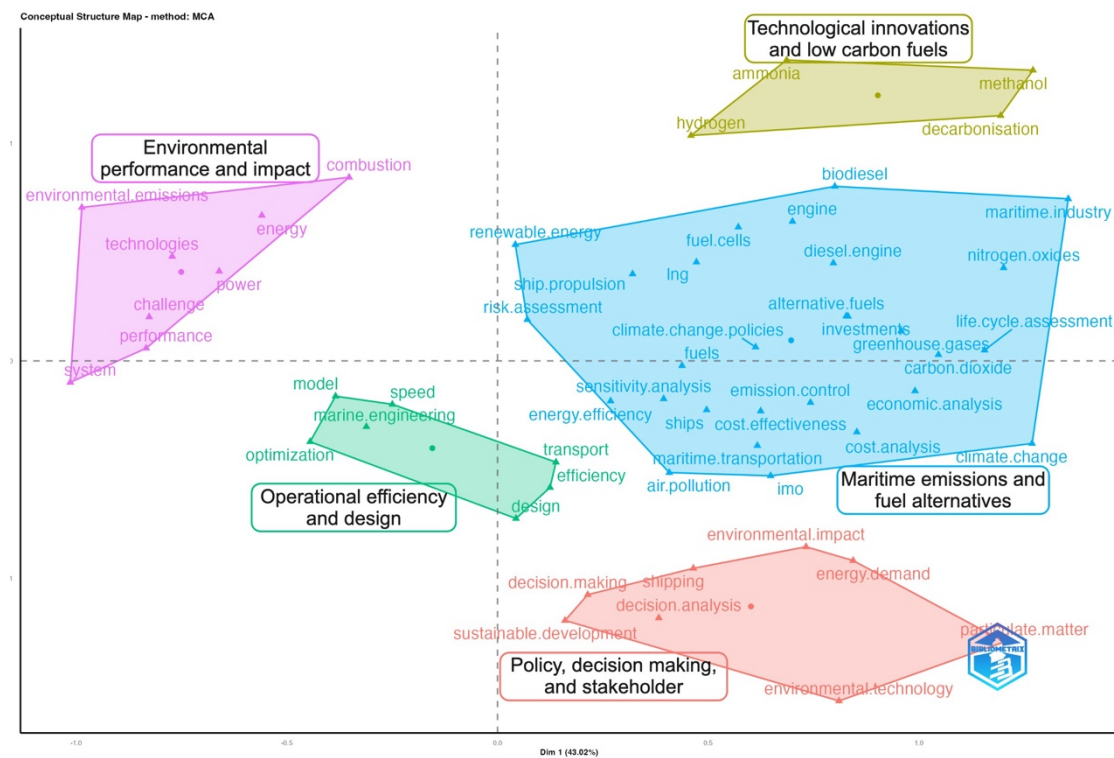 Conceptual Structure Map - method: MCA
Technological innovations
and low carbon fuels
ammonia
methanol
hydrogen
decarbonisation
Environmental
performance and impact
combustion
environmental.emissions
energy
technologies
power
challenge
performance
system
biodiesel
engine
maritime.industry
renewable.energy
fuel.cells
diesel.engine
nitrogen.oxides
lng
ship.propulsion
risk.assessment
alternative.fuels
life.cycle.assessment
climate.change.policies
investments
greenhouse.gases
fuels
carbon.dioxide
sensitivity.analysis
emission.control
economic.analysis
energy.efficiency
ships
cost.effectiveness
cost.analysis
maritime.transportation
climate.change
air.pollution
imo
Maritime emissions and
fuel alternatives
model
speed
marine.engineering
optimization
transport
efficiency
design
Operational efficiency
and design
environmental.impact
energy.demand
decision.making
shipping
decision.analysis
sustainable.development
particulate.matter
environmental.technology
Policy, decision making,
and stakeholder
BIBLIOMETRIX
1
0
1
-1.0
-0.5
0.0
0.5
1.0
Dim 1 (43.02%)